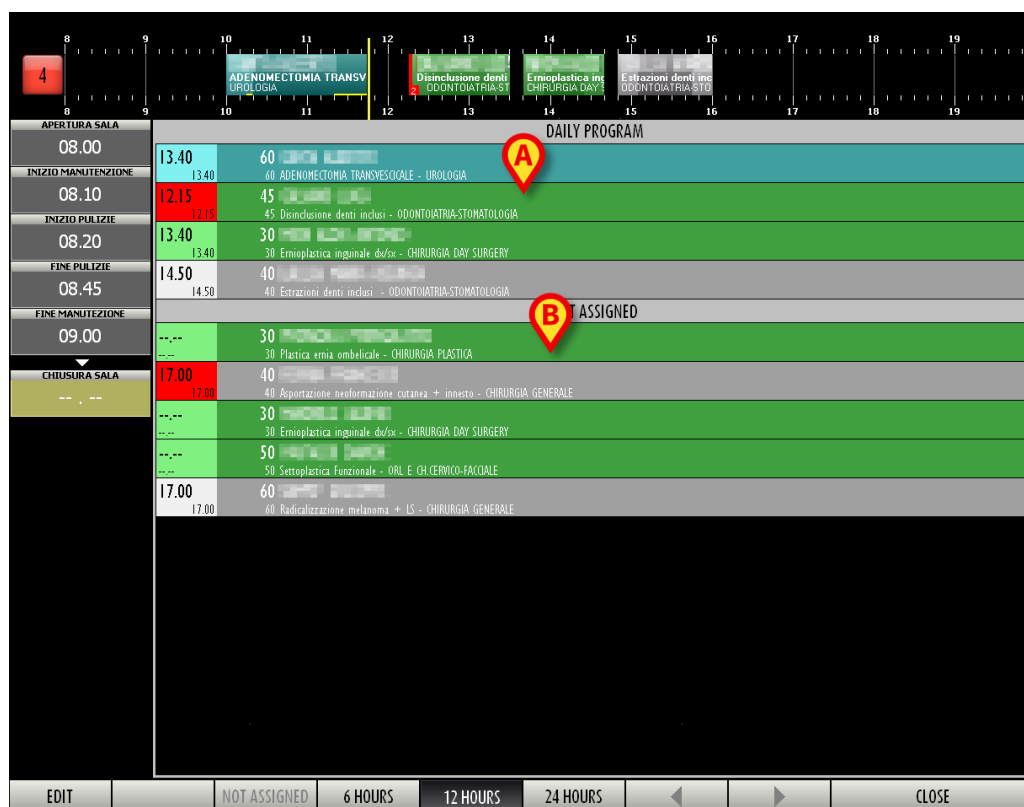 8 9 10 11 12 13 14 15 16 17 18 19
4
ADENOMECTOMIA TRANSV
UROLOGIA
2
Disinclusione denti
ODONTOIATRIA-ST
Ernioplastica ing
CHIRURGIA DAY S
Estrazioni denti inc
ODONTOIATRIA-STO
8 9 10 11 12 13 14 15 16 17 18 19
APERTURA SALA
08.00
INIZIO MANUTENZIONE
08.10
INIZIO PULIZIE
08.20
FINE PULIZIE
08.45
FINE MANUTEZIONE
09.00
CHIUSURA SALA
-- . --
DAILY PROGRAM
A
13.40 60
13.40 60 ADENOMECTOMIA TRANSVESCICALE - UROLOGIA
12.15 45
12.15 45 Disinclusione denti inclusi - ODONTOIATRIA-STOMATOLOGIA
13.40 30
13.40 30 Ernioplastica inguinale dx/sx - CHIRURGIA DAY SURGERY
14.50 40
14.50 40 Estrazioni denti inclusi - ODONTOIATRIA-STOMATOLOGIA
B
T ASSIGNED
--.-- 30
--.-- 30 Plastica ernia ombelicale - CHIRURGIA PLASTICA
17.00 40
17.00 40 Asportazione neoformazione cutanea + innesto - CHIRURGIA GENERALE
--.-- 30
--.-- 30 Ernioplastica inguinale dx/sx - CHIRURGIA DAY SURGERY
--.-- 50
--.-- 50 Settoplastica Funzionale - ORL E CH.CERVICO-FACCIALE
17.00 60
17.00 60 Radicalizzazione melanoma + LS - CHIRURGIA GENERALE
EDIT NOT ASSIGNED 6 HOURS 12 HOURS 24 HOURS CLOSE